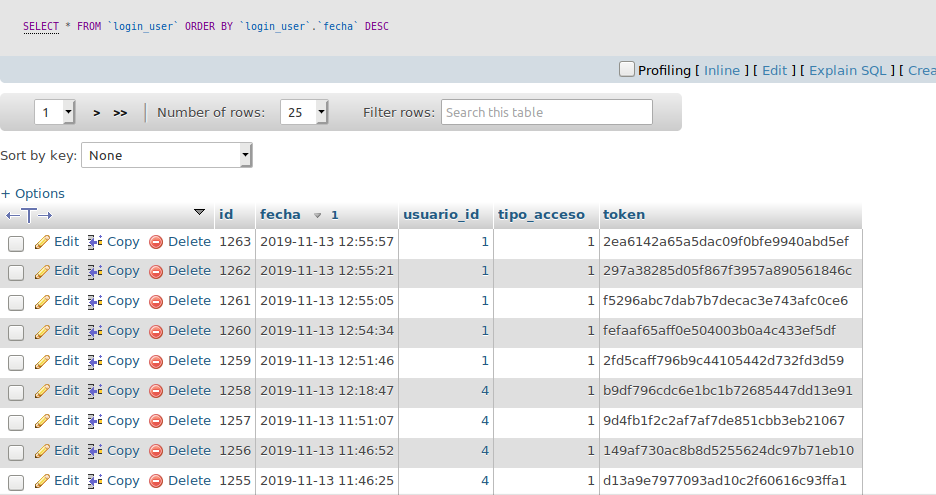 SELECT * FROM `login_user` ORDER BY `login_user`.`fecha` DESC
Profiling [ Inline ] [ Edit ] [ Explain SQL ] [ Crea
1 > >> Number of rows: 25 Filter rows: Search this table
Sort by key: None
+ Options
←T→ id fecha 1 usuario_id tipo_acceso token
Edit Copy Delete 1263 2019-11-13 12:55:57 1 1 2ea6142a65a5dac09f0bfe9940abd5ef
Edit Copy Delete 1262 2019-11-13 12:55:21 1 1 297a38285d05f867f3957a890561846c
Edit Copy Delete 1261 2019-11-13 12:55:05 1 1 f5296abc7dab7b7decac3e743afc0ce6
Edit Copy Delete 1260 2019-11-13 12:54:34 1 1 fefaaf65aff0e504003b0a4c433ef5df
Edit Copy Delete 1259 2019-11-13 12:51:46 1 1 2fd5caff796b9c44105442d732fd3d59
Edit Copy Delete 1258 2019-11-13 12:18:47 4 1 b9df796cdc6e1bc1b72685447dd13e91
Edit Copy Delete 1257 2019-11-13 11:51:07 4 1 9d4fb1f2c2af7af7de851cbb3eb21067
Edit Copy Delete 1256 2019-11-13 11:46:52 4 1 149af730ac8b8d5255624dc97b71eb10
Edit Copy Delete 1255 2019-11-13 11:46:25 4 1 d13a9e7977093ad10c2f60616c93ffa1